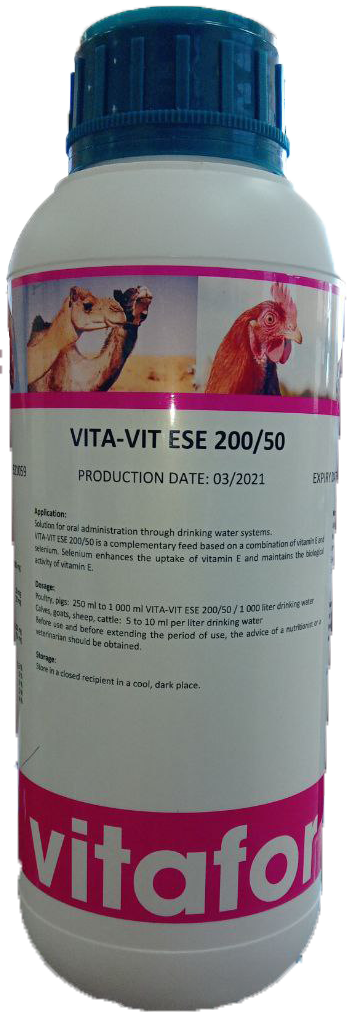 VITA-VIT ESE 200/50
PRODUCTION DATE: 03/2021
EXPIRY
Application:
Solution for oral administration through drinking water systems.
VITA-VIT ESE 200/50 is a complementary feed based on a combination of vitamin E and
selenium. Selenium enhances the uptake of vitamin E and maintains the biological
activity of vitamin E.
Dosage:
Poultry, pigs: 250 ml to 1 000 ml VITA-VIT ESE 200/50 / 1 000 liter drinking water
Calves, goats, sheep, cattle: 5 to 10 ml per liter drinking water
Before use and before extending the period of use, the advice of a nutritionist or a
veterinarian should be obtained.
Storage:
Store in a closed recipient in a cool, dark place.
vitafor